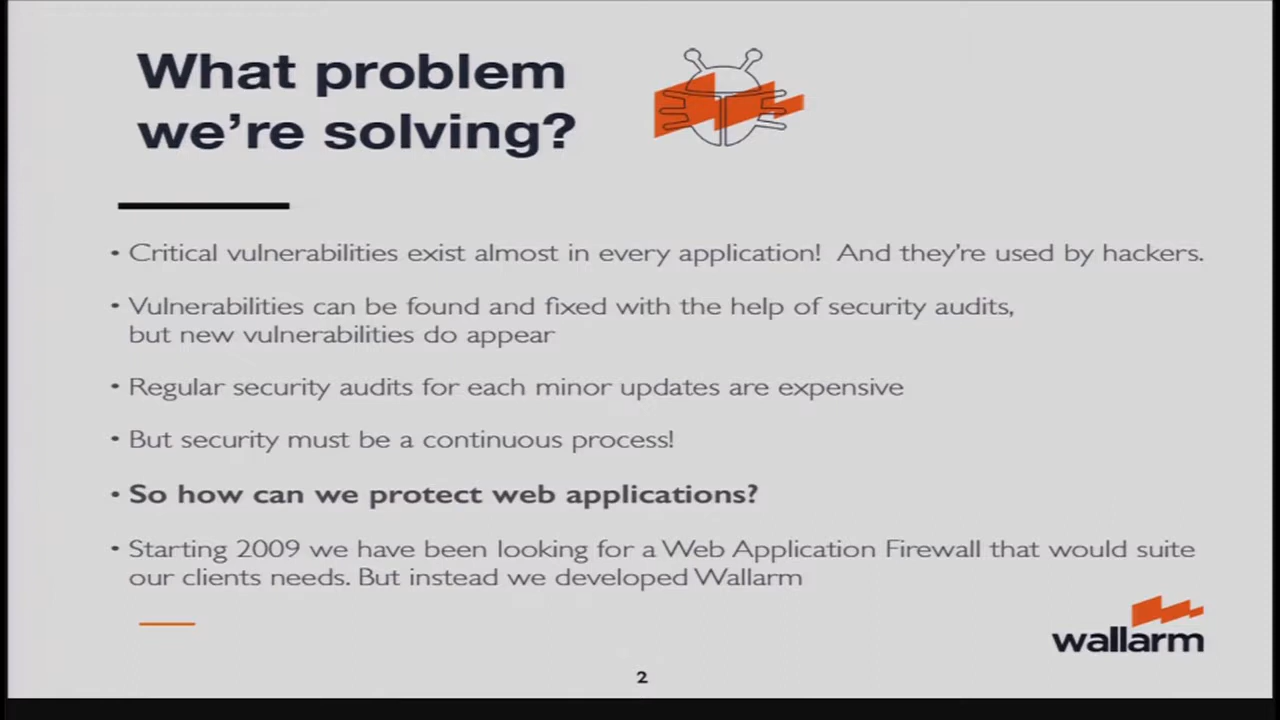 What problem
we're solving?
• Critical vulnerabilities exist almost in every application! And they're used by hackers.
• Vulnerabilities can be found and fixed with the help of security audits,
but new vulnerabilities do appear
• Regular security audits for each minor updates are expensive
• But security must be a continuous process!
• So how can we protect web applications?
• Starting 2009 we have been looking for a Web Application Firewall that would suite
our clients needs. But instead we developed Wallarm
wallarm
2